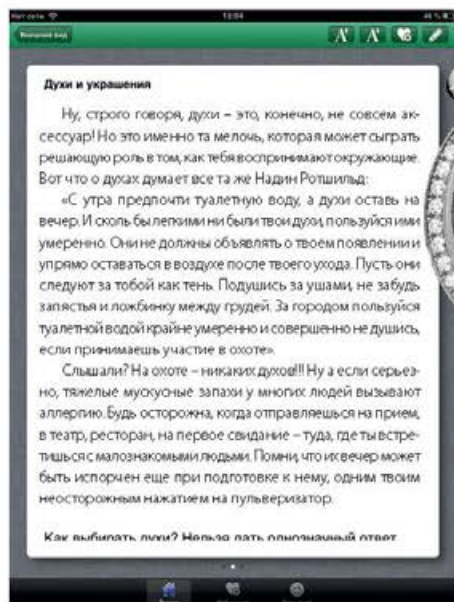 Нет сети
13:04
Внешний вид
A A
Духи и украшения
Ну, строго говоря, духи – это, конечно, не совсем ак-
сессуар! Но это именно та мелочь, которая может сыграть
решающую роль в том, как тебя воспринимают окружающие.
Вот что о духах думает все та же Надин Ротшильд:
«С утра предпочти туалетную воду, а духи оставь на
вечер. И сколь бы легкими ни были твои духи, пользуйся ими
умеренно. Они не должны объявлять о твоем появлении и
упрямо оставаться в воздухе после твоего ухода. Пусть они
следуют за тобой как тень. Подушись за ушами, не забудь
запястья и ложбинку между грудей. За городом пользуйся
туалетной водой крайне умеренно и совершенно не душись,
если принимаешь участие в охоте».
Слышали? На охоте – никаких духов!!! Ну а если серьез-
но, тяжелые мускусные запахи у многих людей вызывают
аллергию. Будь осторожна, когда отправляешься на прием,
в театр, ресторан, на первое свидание – туда, где ты встре-
тишься с малознакомыми людьми. Помни, что их вечер может
быть испорчен еще при подготовке к нему, одним твоим
неосторожным нажатием на пульверизатор.
Как выбирать духи? Нельзя дать однозначный ответ